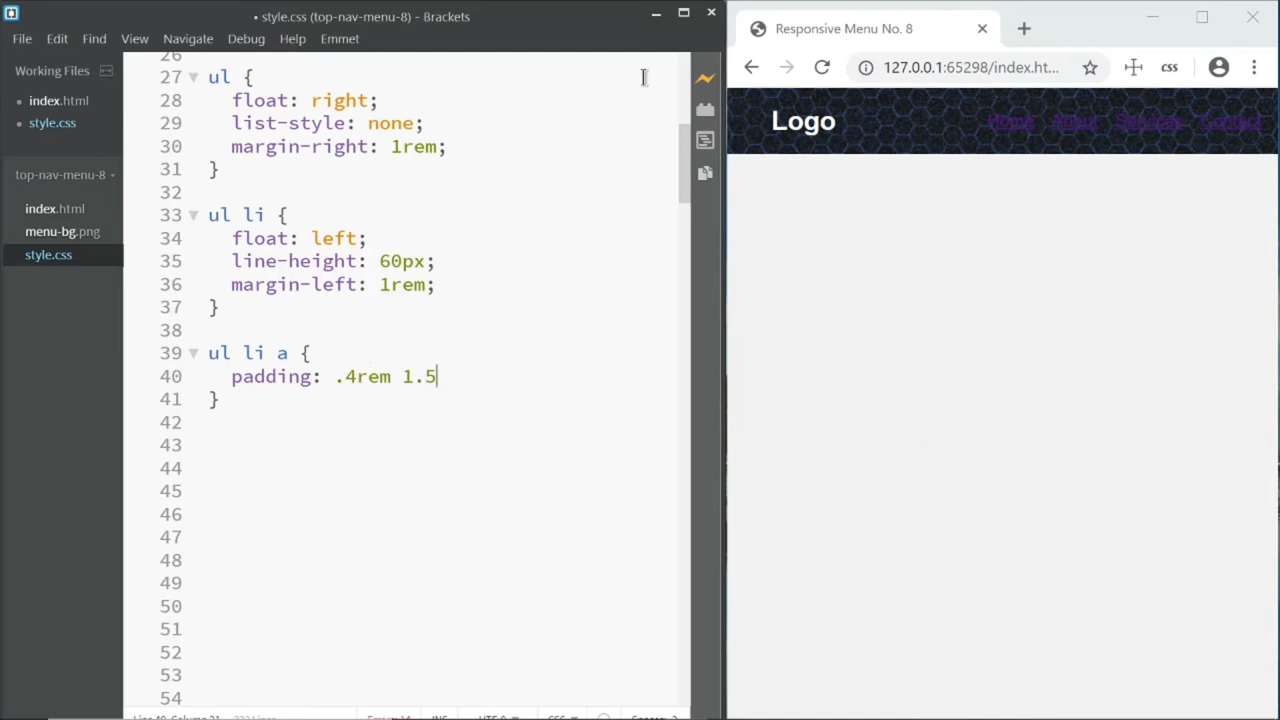 • style.css (top-nav-menu-8) - Brackets
File Edit Find View Navigate Debug Help Emmet
Working Files
• index.html
• style.css
top-nav-menu-8
index.html
menu-bg.png
style.css
26
27 ul {
28 float: right;
29 list-style: none;
30 margin-right: 1rem;
31 }
32
33 ul li {
34 float: left;
35 line-height: 60px;
36 margin-left: 1rem;
37 }
38
39 ul li a {
40 padding: .4rem 1.5
41 }
42
43
44
45
46
47
48
49
50
51
52
53
54
Responsive Menu No. 8
127.0.0.1:65298/index.ht...
css
Logo
Home